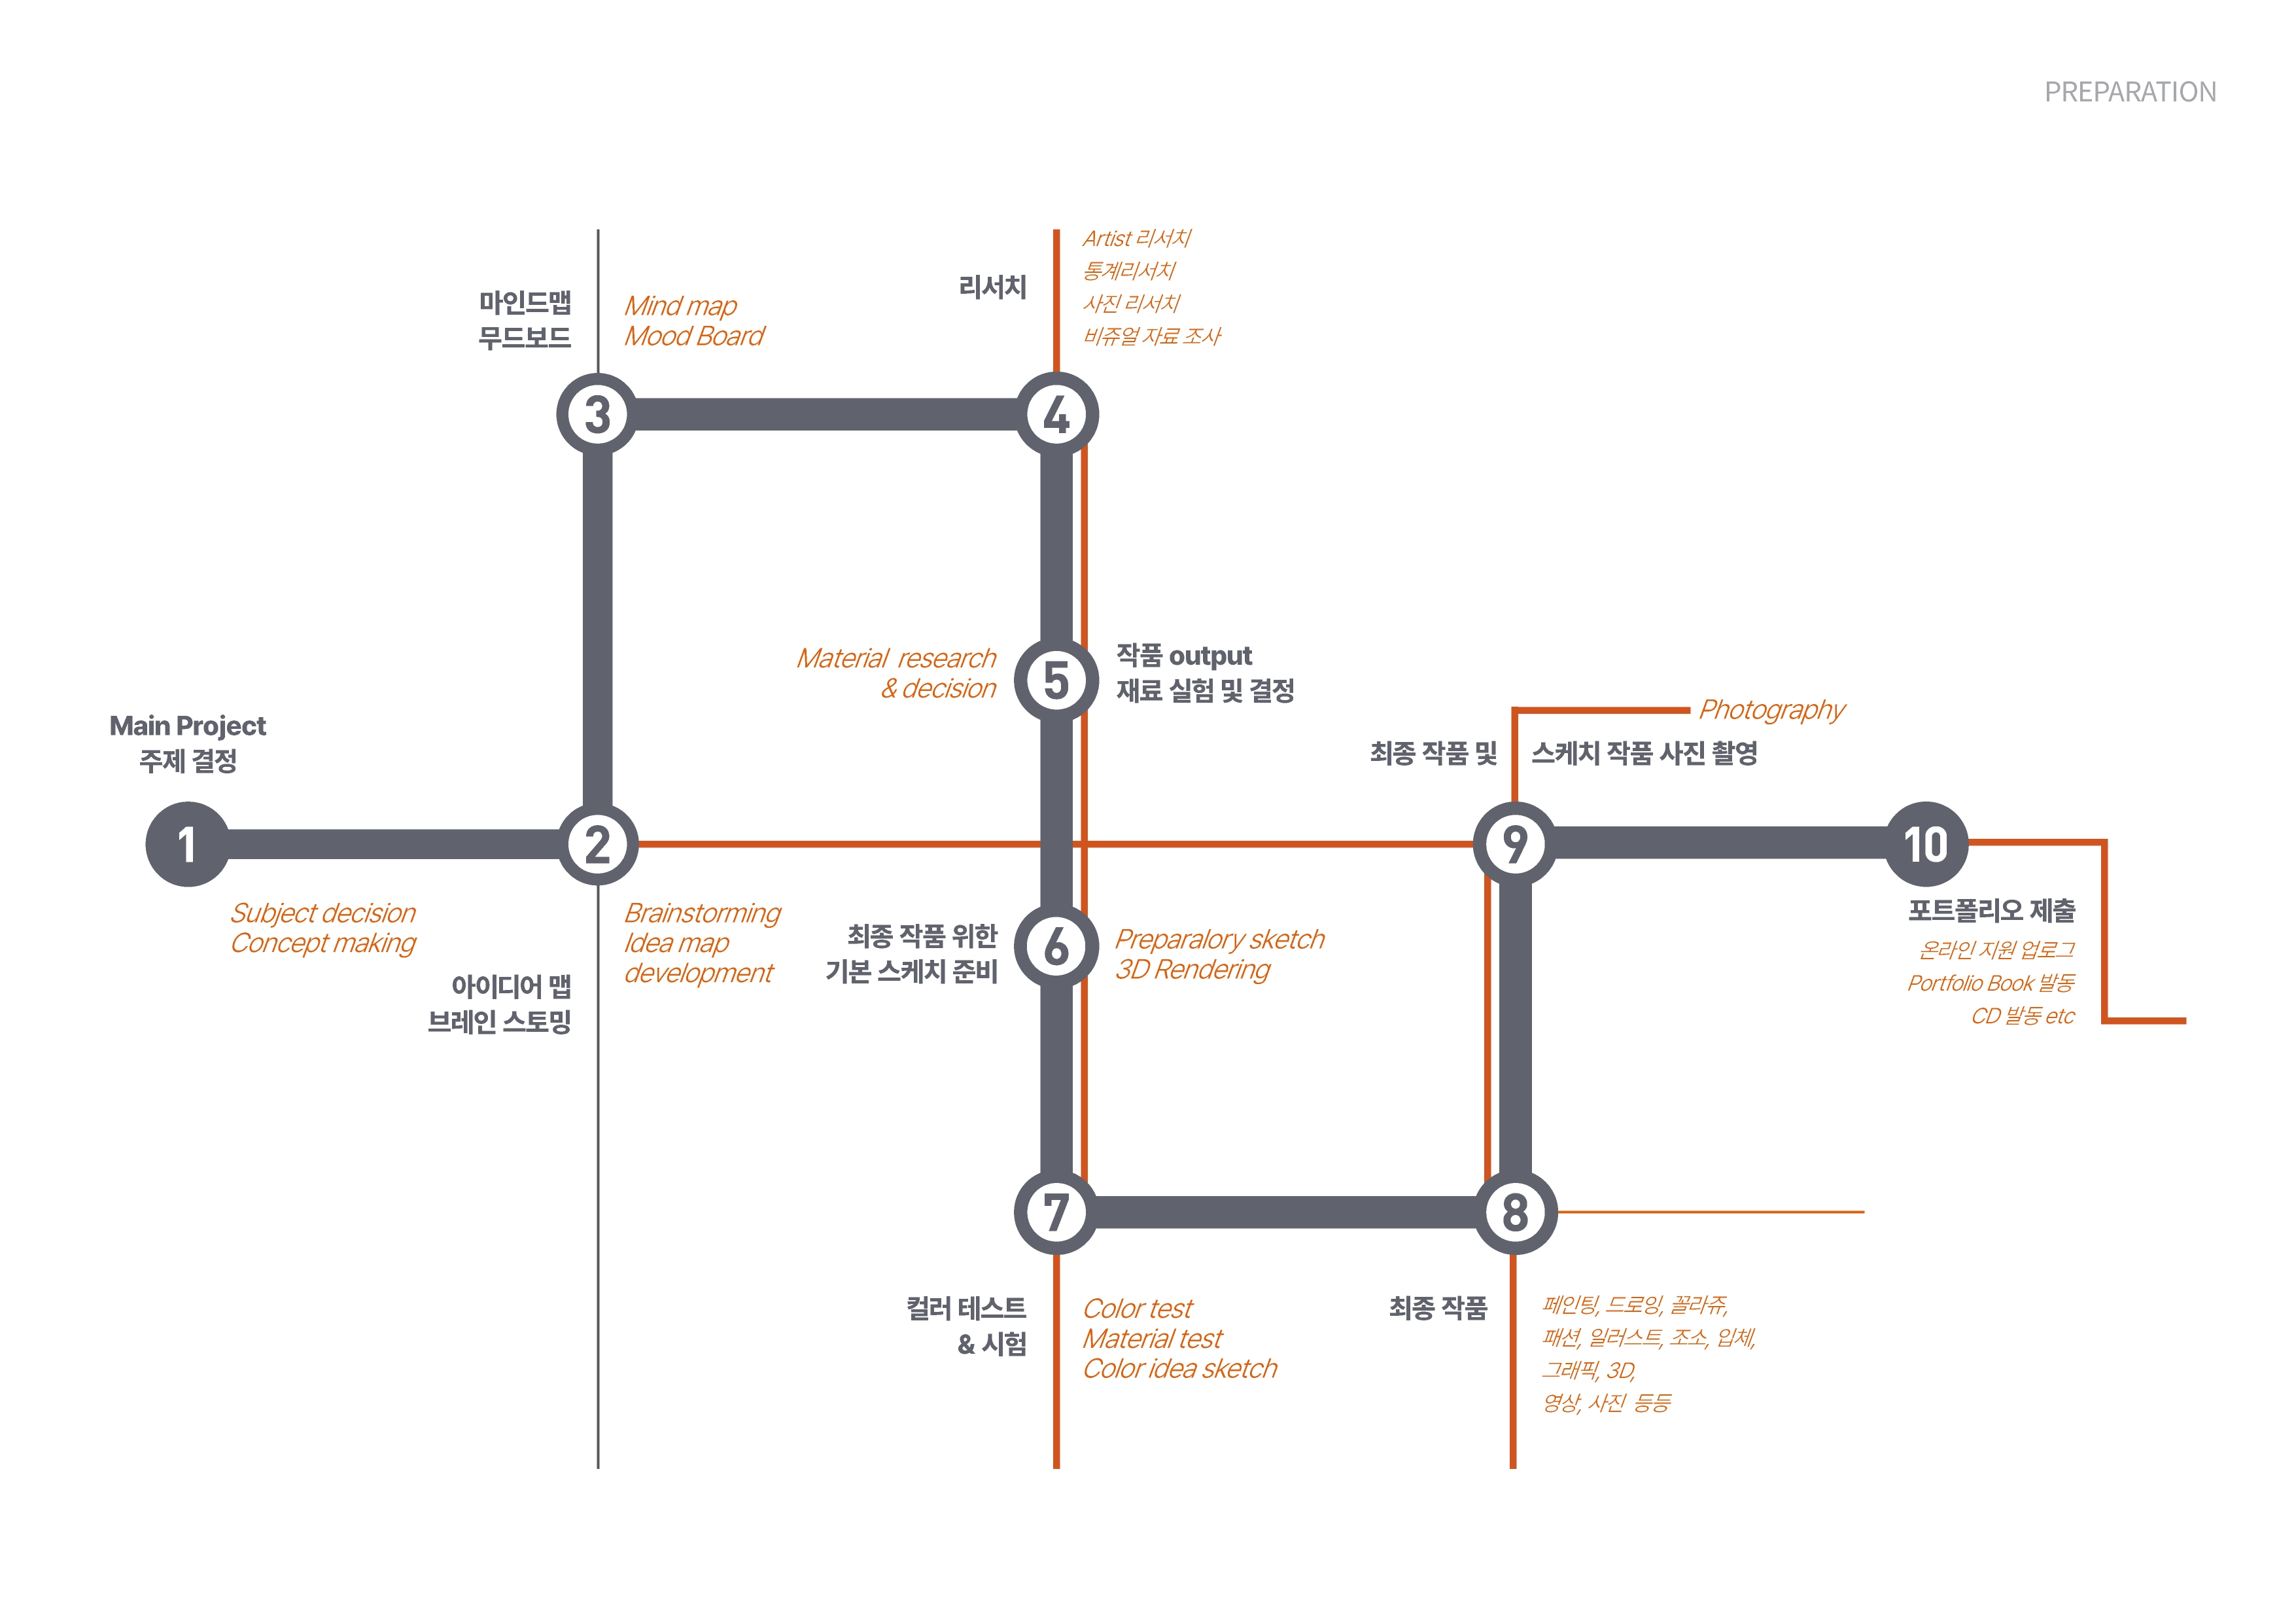 PREPARATION
Main Project
주제 결정
1
Subject decision
Concept making
2
아이디어 맵
브레인 스토밍
Brainstorming
Idea map
development
마인드맵
무드보드
Mind map
Mood Board
3
리서치
Artist 리서치
통계리서치
사진 리서치
비쥬얼 자료 조사
4
Material research
& decision
5
작품 output
재료 실험 및 결정
최종 작품 위한
기본 스케치 준비
6
Preparalory sketch
3D Rendering
7
컬러 테스트
& 시험
Color test
Material test
Color idea sketch
8
최종 작품
페인팅, 드로잉, 꼴라쥬,
패션, 일러스트, 조소, 입체,
그래픽, 3D,
영상, 사진 등등
Photography
최종 작품 및 스케치 작품 사진 촬영
9
10
포트폴리오 제출
온라인 지원 업로그
Portfolio Book 발동
CD 발동 etc